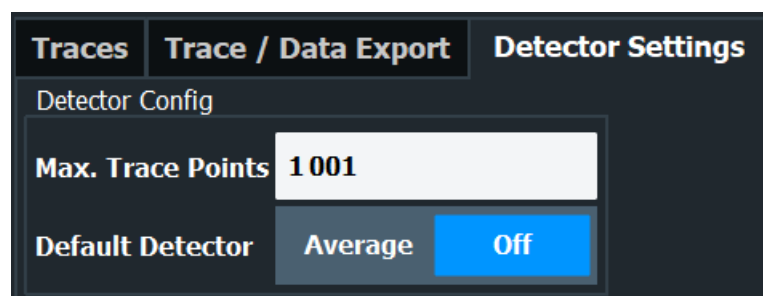 Traces Trace / Data Export Detector Settings
Detector Config
Max. Trace Points 1 001
Default Detector Average Off